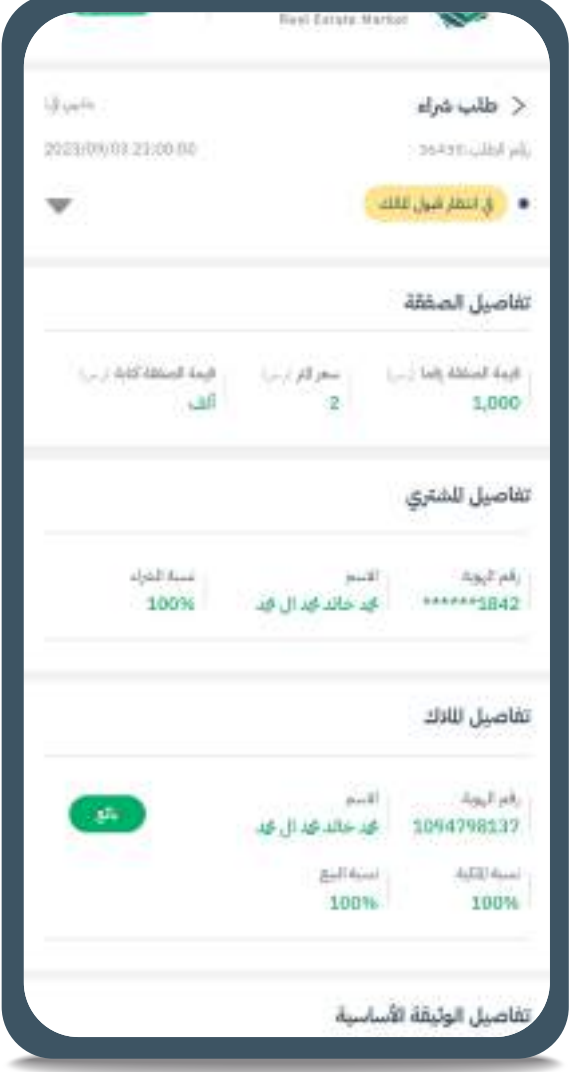 Real Estate Market
طلب شراء
2023/09/03 23:00:00
في انتظار قبول المالك
تفاصيل الصفقة
قيمة الصفقة رقما (ر.س) سعر المتر (ر.س) قيمة الصفقة كتابة (ر.س)
1,000 2 ألف
تفاصيل المشتري
رقم الهوية الاسم نسبة الشراء
******1842 محمد خالد محمد ال محمد 100%
تفاصيل الملاك
رقم الهوية الاسم
1094798137 محمد خالد محمد ال محمد
بائع
نسبة الملكية نسبة البيع
100% 100%
تفاصيل الوثيقة الأساسية